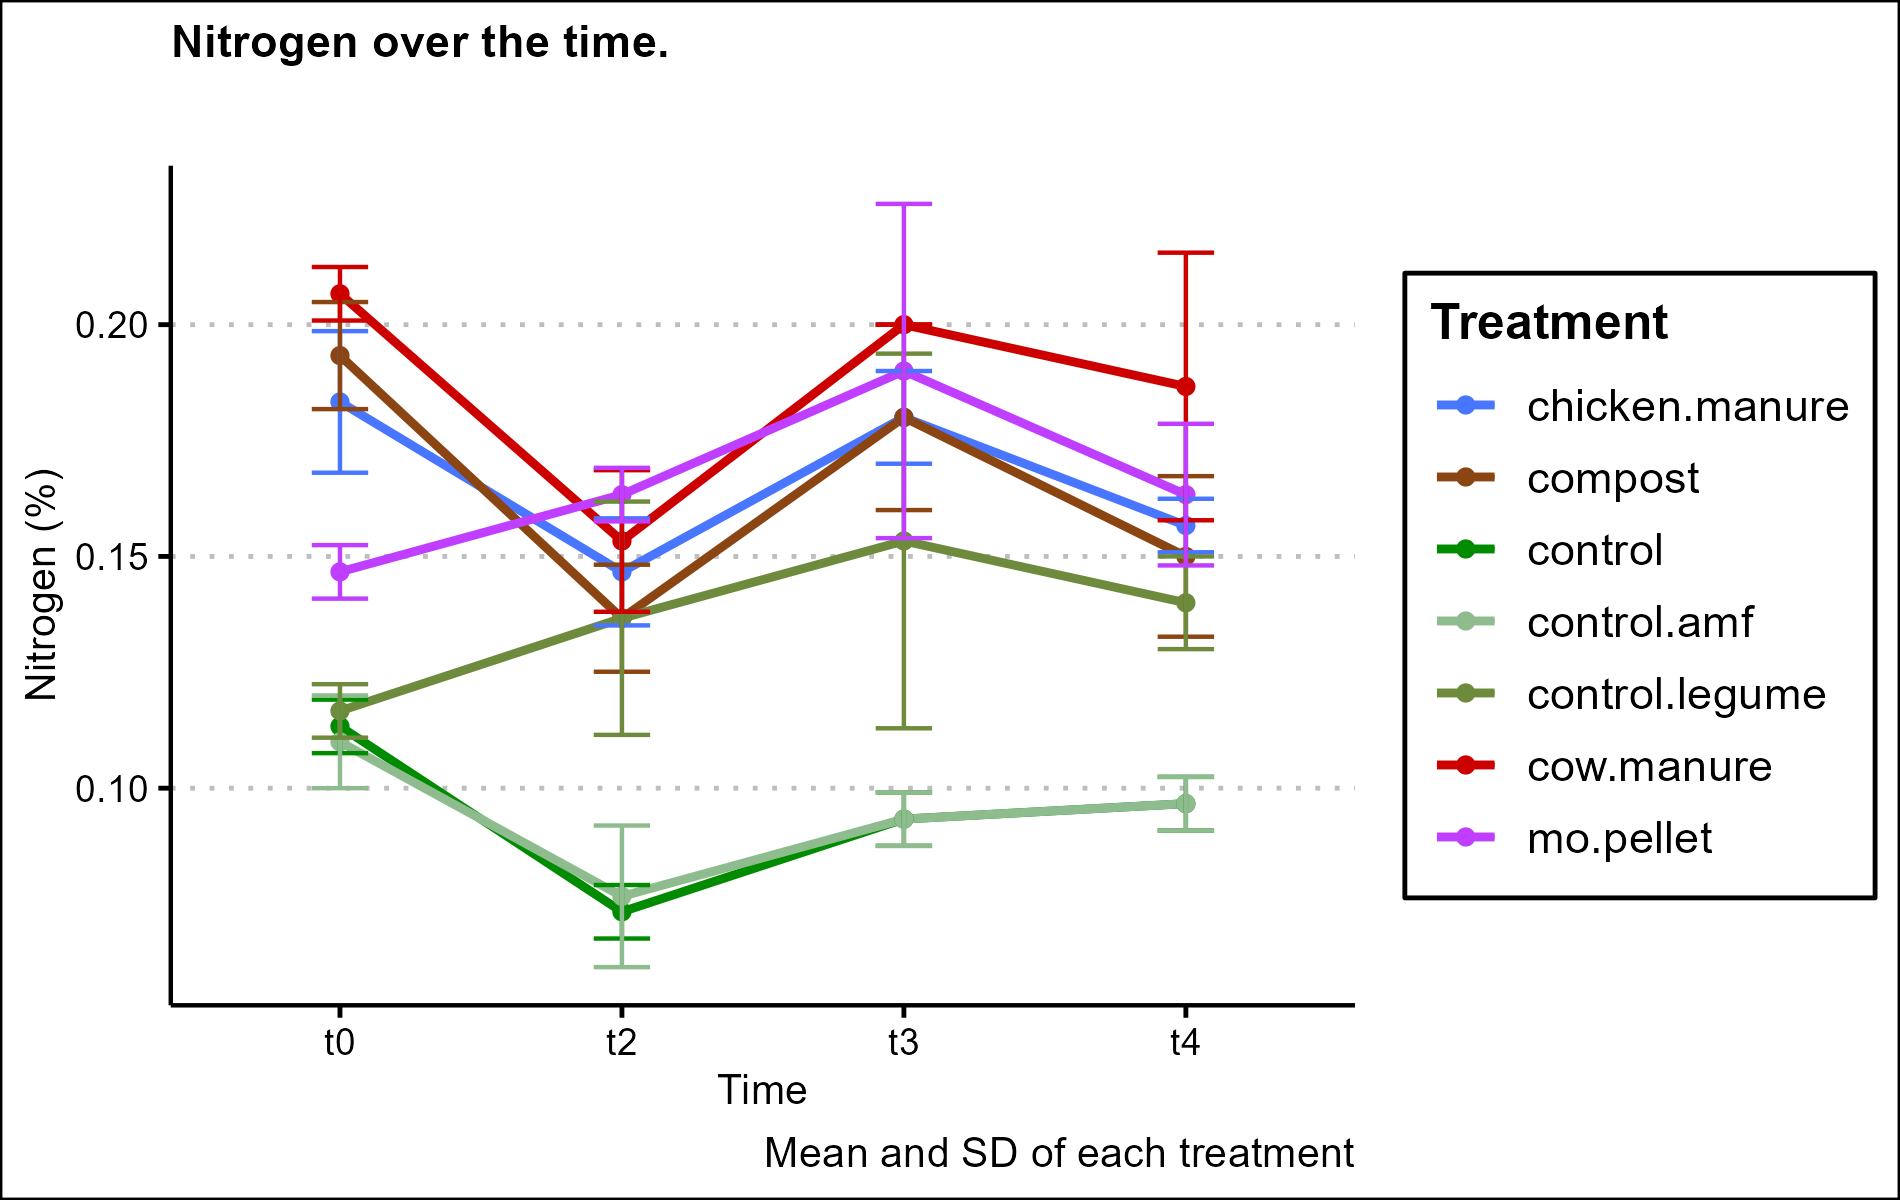 Nitrogen over the time.
Nitrogen (%)
0.20
0.15
0.10
t0 t2 t3 t4
Time
Mean and SD of each treatment
Treatment
chicken.manure
compost
control
control.amf
control.legume
cow.manure
mo.pellet